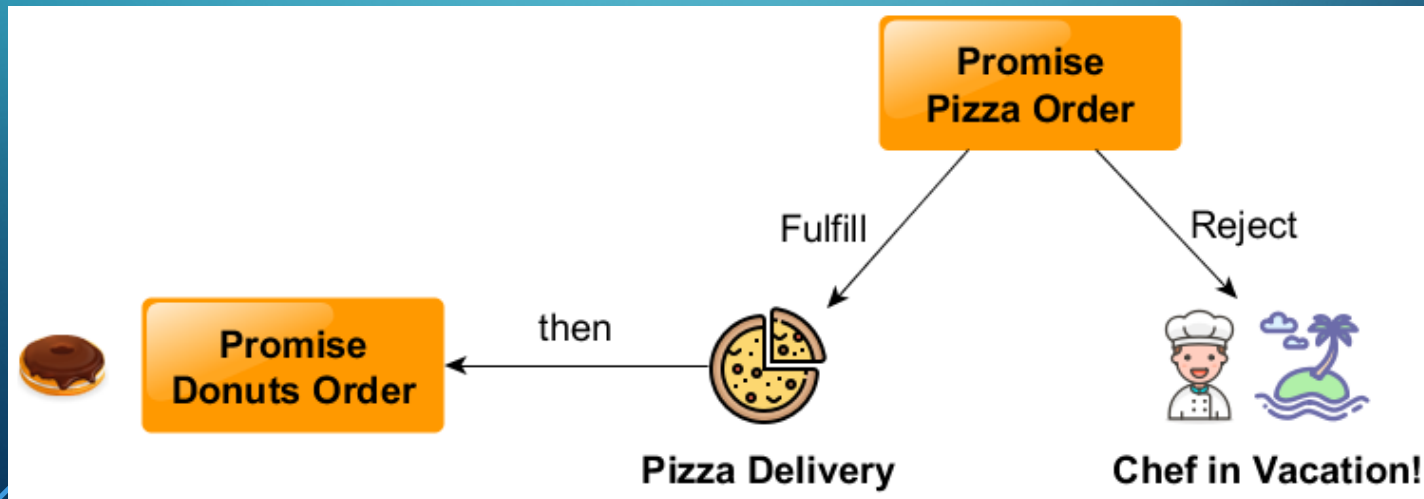 Promise
Pizza Order
Fulfill
Reject
then
Promise
Donuts Order
Pizza Delivery
Chef in Vacation!